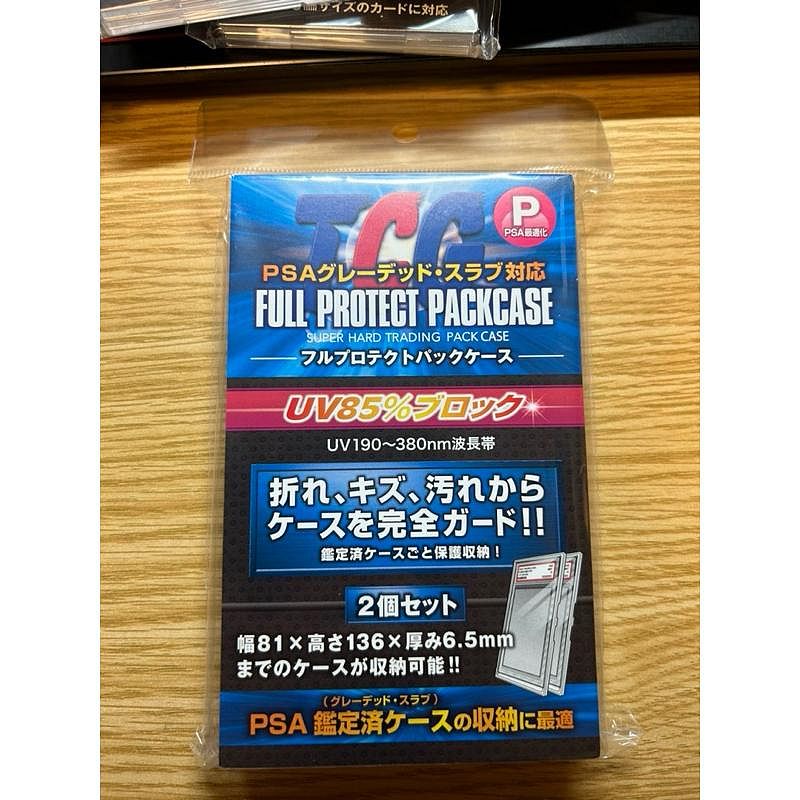 サイズのカードに対応
TCG
P
PSA最適化
PSAグレーデッド・スラブ対応
FULL PROTECT PACKCASE
SUPER HARD TRADING PACK CASE
フルプロテクトパックケース
UV85%ブロック
UV190～380nm波長帯
折れ、キズ、汚れから
ケースを完全ガード!!
鑑定済ケースごと保護収納!
2個セット
幅81×高さ136×厚み6.5mm
までのケースが収納可能!!
(グレーデッド・スラブ)
PSA 鑑定済ケースの収納に最適